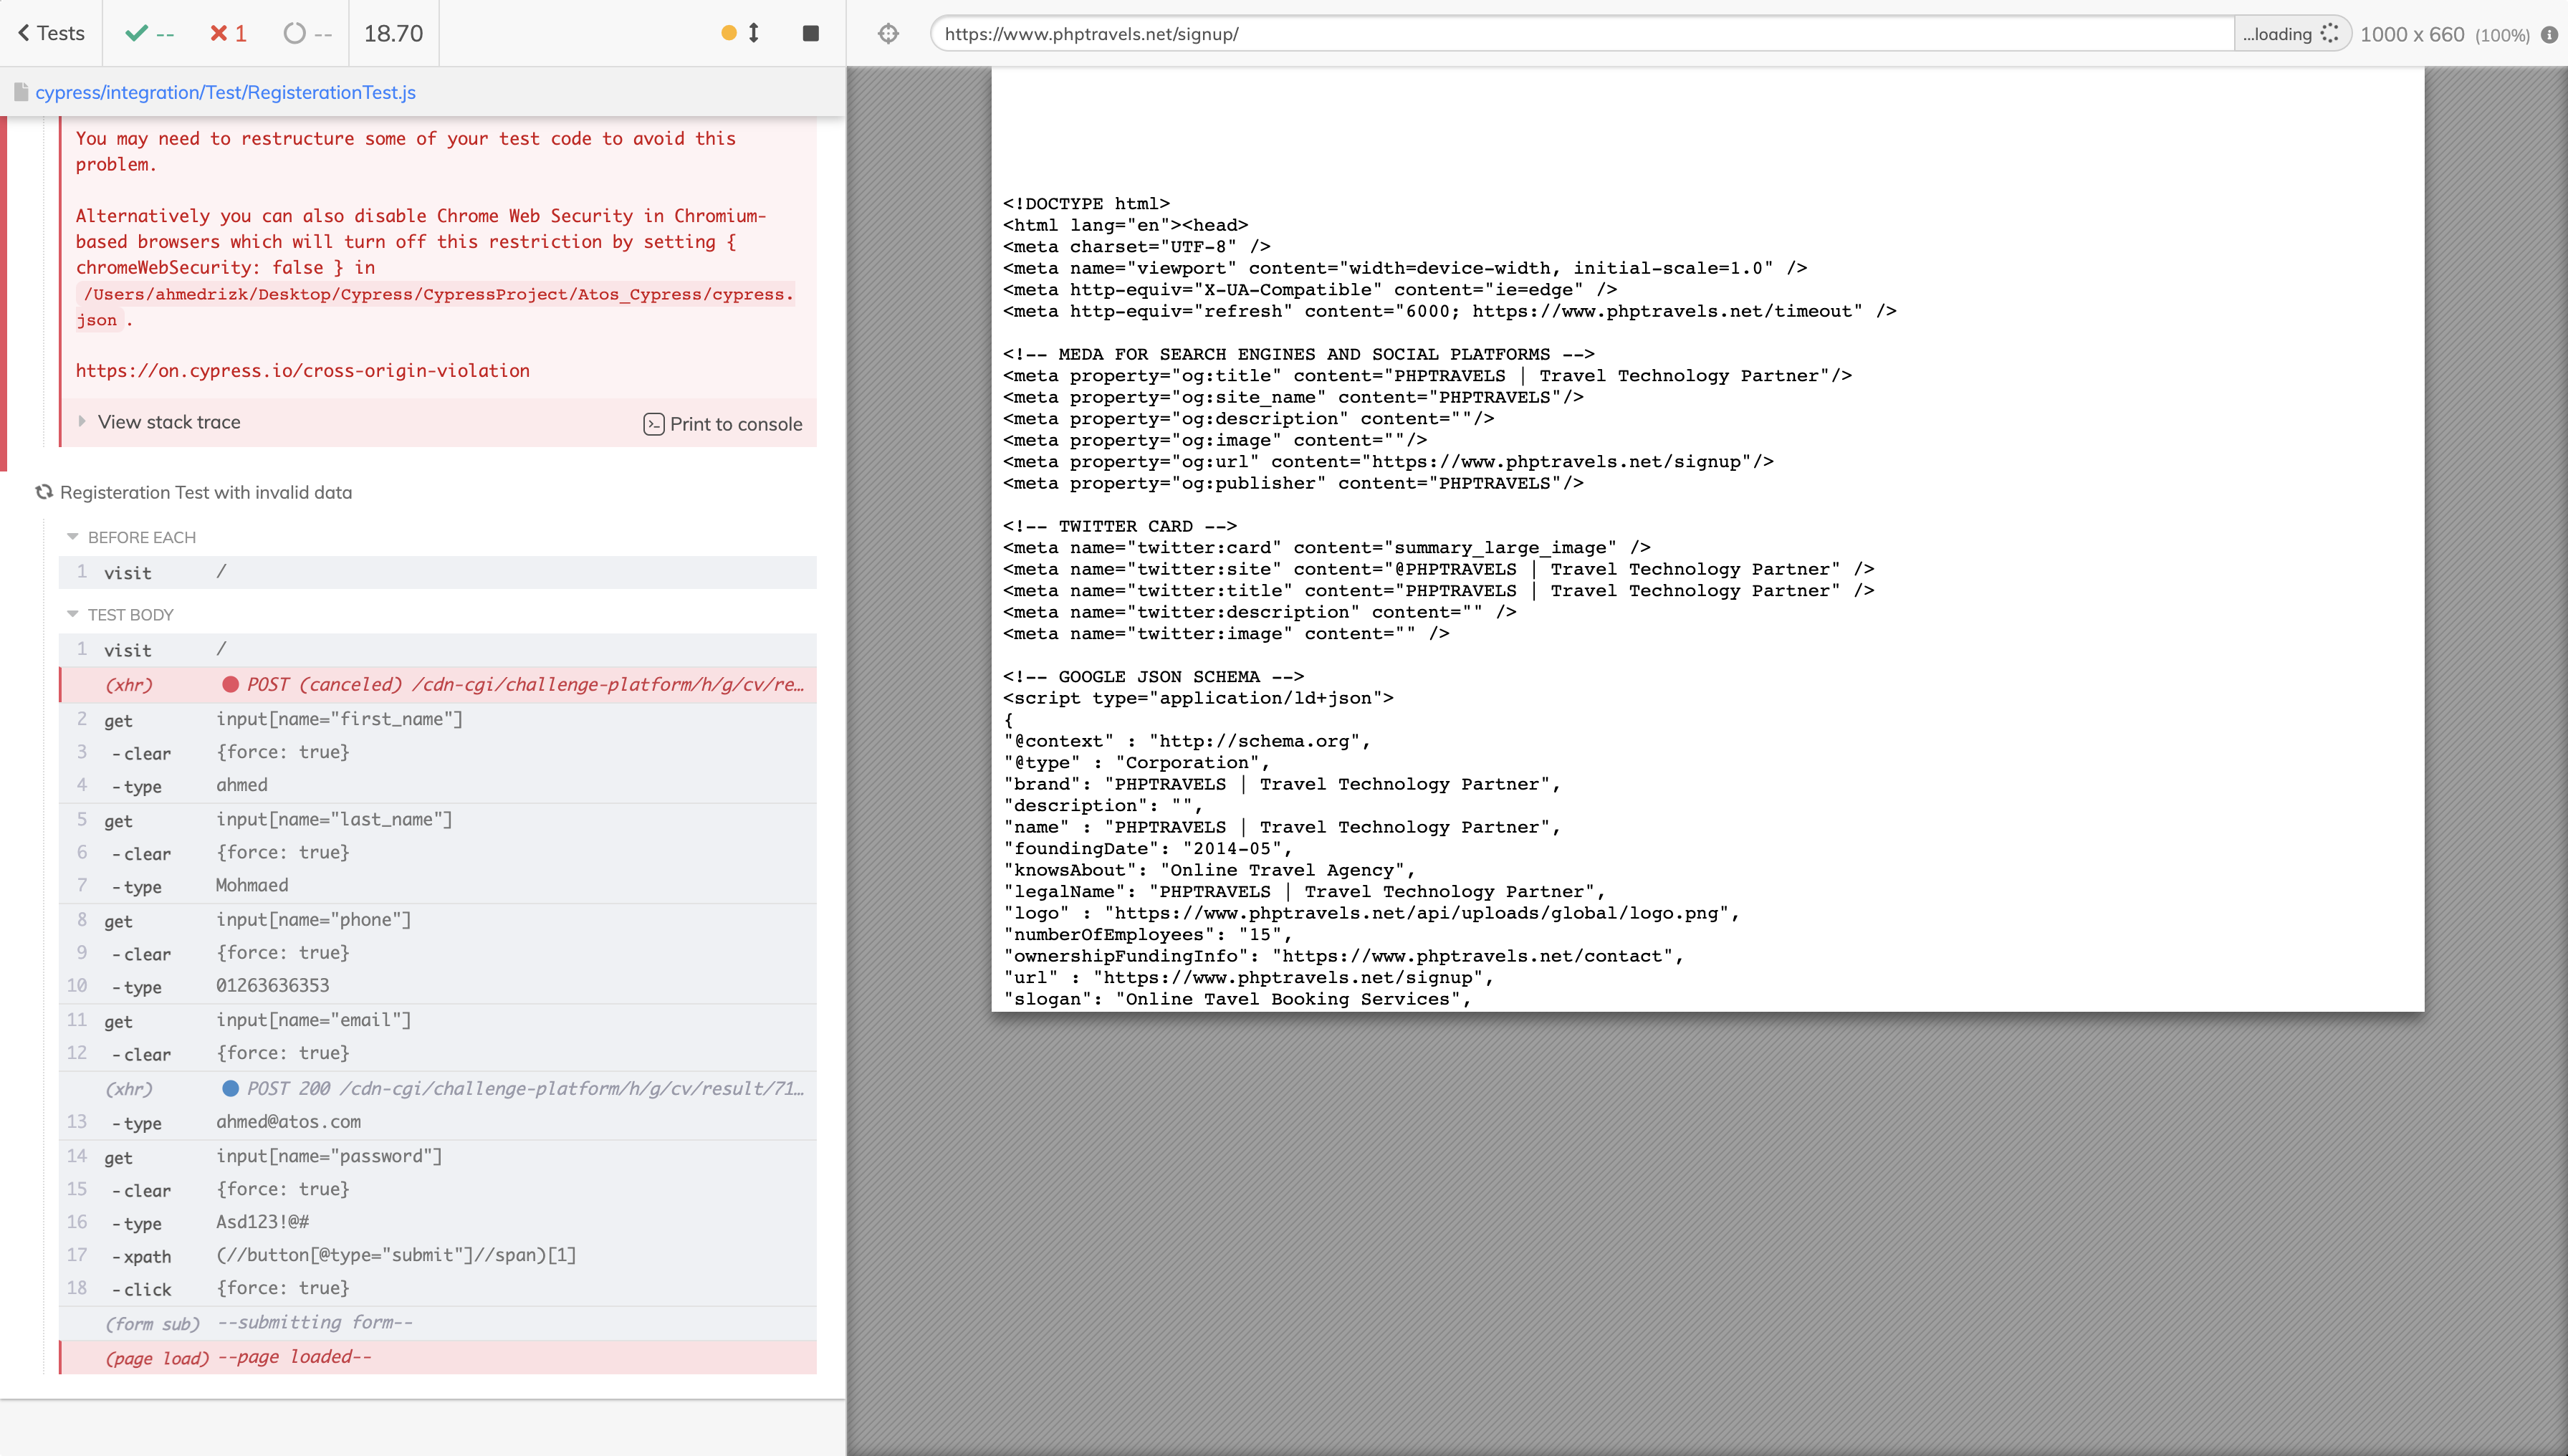 Tests
--
1
--
18.70
https://www.phptravels.net/signup/
...loading
1000 x 660 (100%)
cypress/integration/Test/RegisterationTest.js
You may need to restructure some of your test code to avoid this
problem.
Alternatively you can also disable Chrome Web Security in Chromium-
based browsers which will turn off this restriction by setting {
chromeWebSecurity: false } in
/Users/ahmedrizk/Desktop/Cypress/CypressProject/Atos_Cypress/cypress.
json .
https://on.cypress.io/cross-origin-violation
View stack trace
Print to console
Registeration Test with invalid data
BEFORE EACH
1 visit /
TEST BODY
1 visit /
(xhr) POST (canceled) /cdn-cgi/challenge-platform/h/g/cv/re...
2 get input[name="first_name"]
3 -clear {force: true}
4 -type ahmed
5 get input[name="last_name"]
6 -clear {force: true}
7 -type Mohmaed
8 get input[name="phone"]
9 -clear {force: true}
10 -type 01263636353
11 get input[name="email"]
12 -clear {force: true}
(xhr) POST 200 /cdn-cgi/challenge-platform/h/g/cv/result/71...
13 -type ahmed@atos.com
14 get input[name="password"]
15 -clear {force: true}
16 -type Asd123!@#
17 -xpath (//button[@type="submit"]//span)[1]
18 -click {force: true}
(form sub) --submitting form--
(page load) --page loaded--
<!DOCTYPE html>
<html lang="en"><head>
<meta charset="UTF-8" />
<meta name="viewport" content="width=device-width, initial-scale=1.0" />
<meta http-equiv="X-UA-Compatible" content="ie=edge" />
<meta http-equiv="refresh" content="6000; https://www.phptravels.net/timeout" />
<!-- MEDA FOR SEARCH ENGINES AND SOCIAL PLATFORMS -->
<meta property="og:title" content="PHPTRAVELS | Travel Technology Partner"/>
<meta property="og:site_name" content="PHPTRAVELS"/>
<meta property="og:description" content=""/>
<meta property="og:image" content=""/>
<meta property="og:url" content="https://www.phptravels.net/signup"/>
<meta property="og:publisher" content="PHPTRAVELS"/>
<!-- TWITTER CARD -->
<meta name="twitter:card" content="summary_large_image" />
<meta name="twitter:site" content="@PHPTRAVELS | Travel Technology Partner" />
<meta name="twitter:title" content="PHPTRAVELS | Travel Technology Partner" />
<meta name="twitter:description" content="" />
<meta name="twitter:image" content="" />
<!-- GOOGLE JSON SCHEMA -->
<script type="application/ld+json">
{
"@context" : "http://schema.org",
"@type" : "Corporation",
"brand": "PHPTRAVELS | Travel Technology Partner",
"description": "",
"name" : "PHPTRAVELS | Travel Technology Partner",
"foundingDate": "2014-05",
"knowsAbout": "Online Travel Agency",
"legalName": "PHPTRAVELS | Travel Technology Partner",
"logo" : "https://www.phptravels.net/api/uploads/global/logo.png",
"numberOfEmployees": "15",
"ownershipFundingInfo": "https://www.phptravels.net/contact",
"url" : "https://www.phptravels.net/signup",
"slogan": "Online Tavel Booking Services",